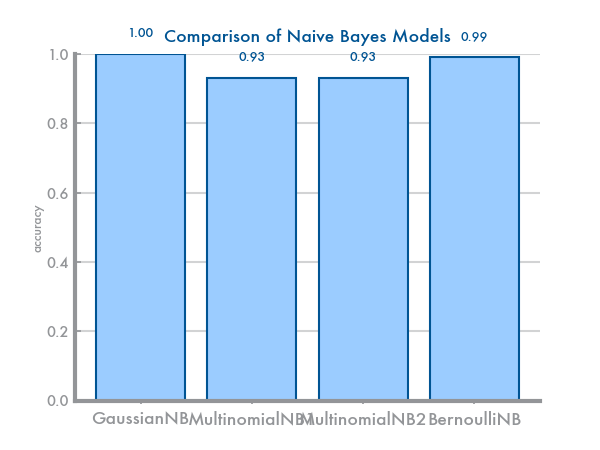 Comparison of Naive Bayes Models
1.00
0.93
0.93
0.99
accuracy
1.0
0.8
0.6
0.4
0.2
0.0
GaussianNB
MultinomialNB1
MultinomialNB2
BernoulliNB